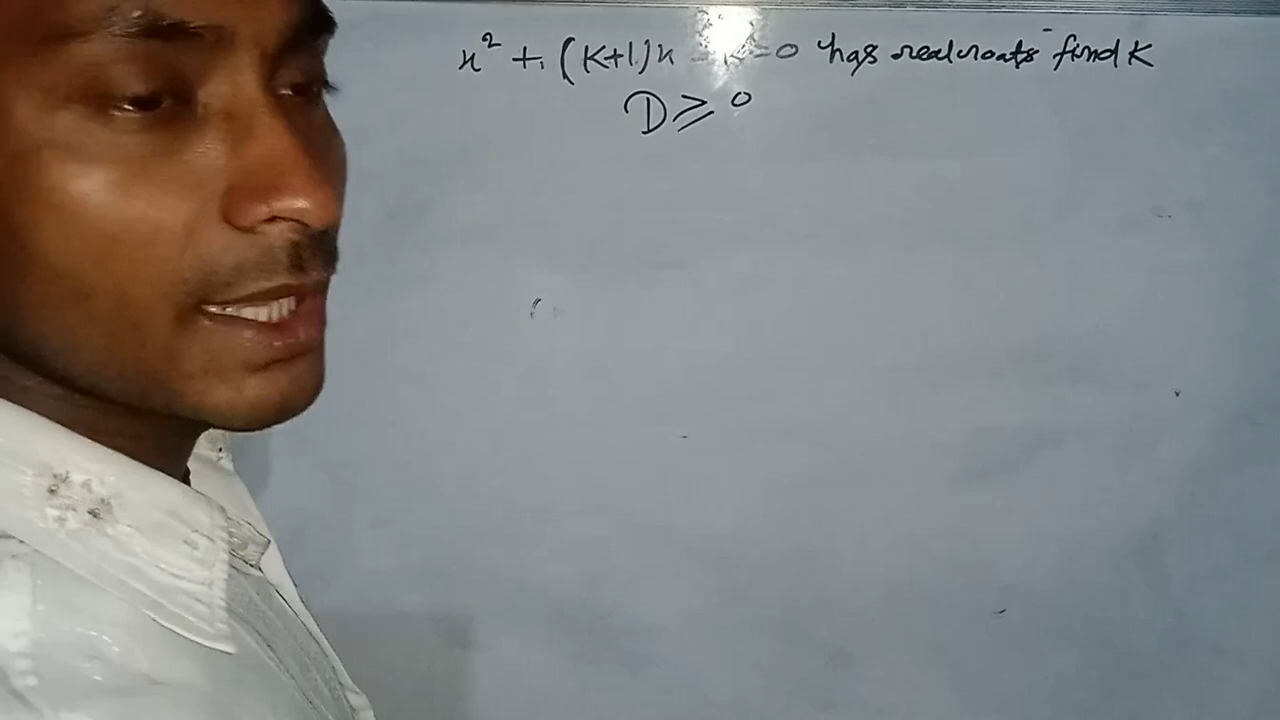 x² + (K+1)x - K=0 has real roots find K
D ≥ 0